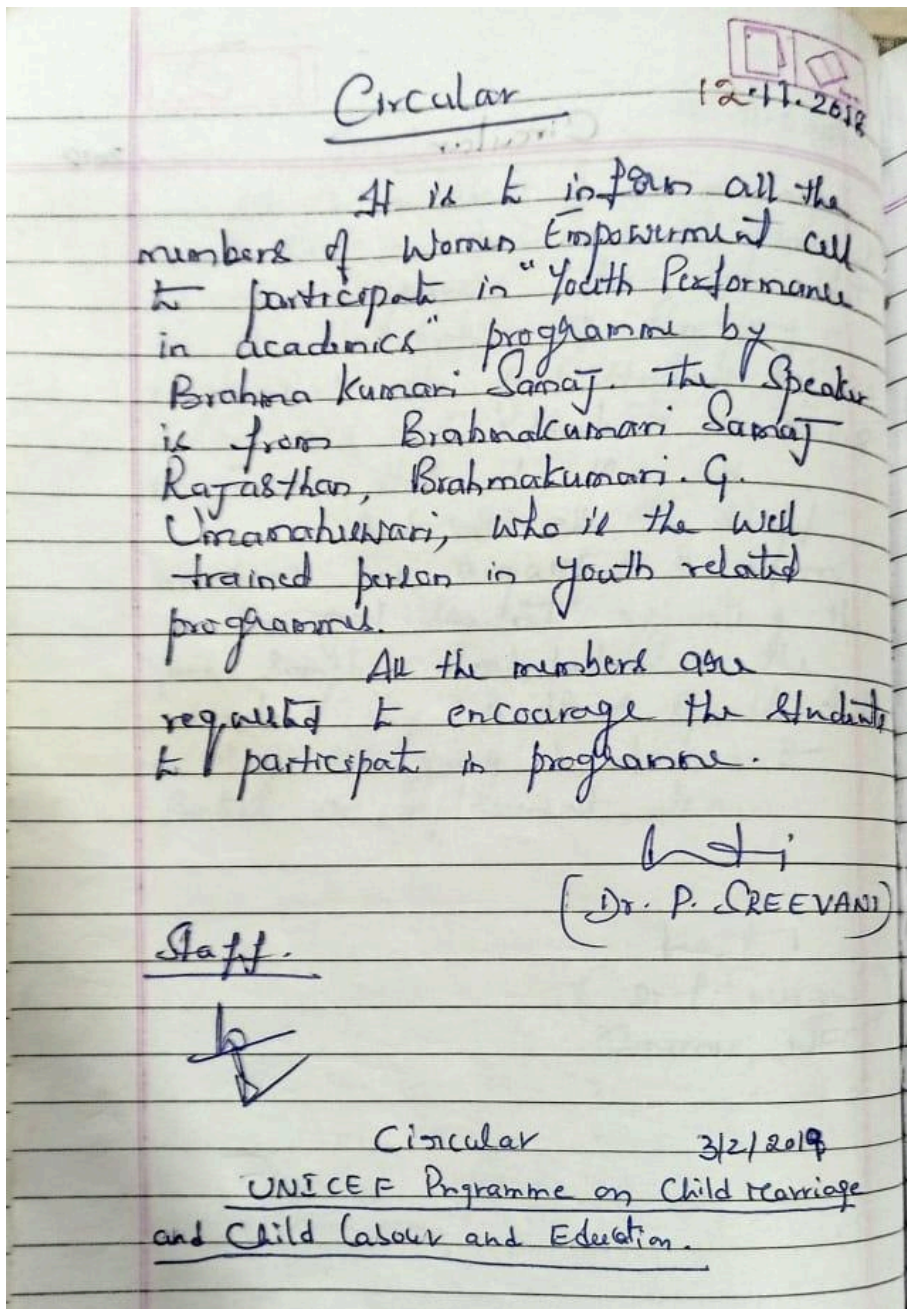 Circular
12.11.2018
It is to inform all the
members of Women Empowerment cell
to participate in "Youth Performance
in academics" programme by
Brahma Kumari Samaj. The Speaker
is from Brahmakumari Samaj
Rajasthan, Brahmakumari. G.
Umamaheswari, who is the well
trained person in youth related
programmes.
All the members are
requested to encourage the students
to participate in programme.
(Dr. P. SREEVANI)
Staff.
Circular 3/2/2019
UNICEF Prgramme on Child Marriage
and Child Labour and Education.